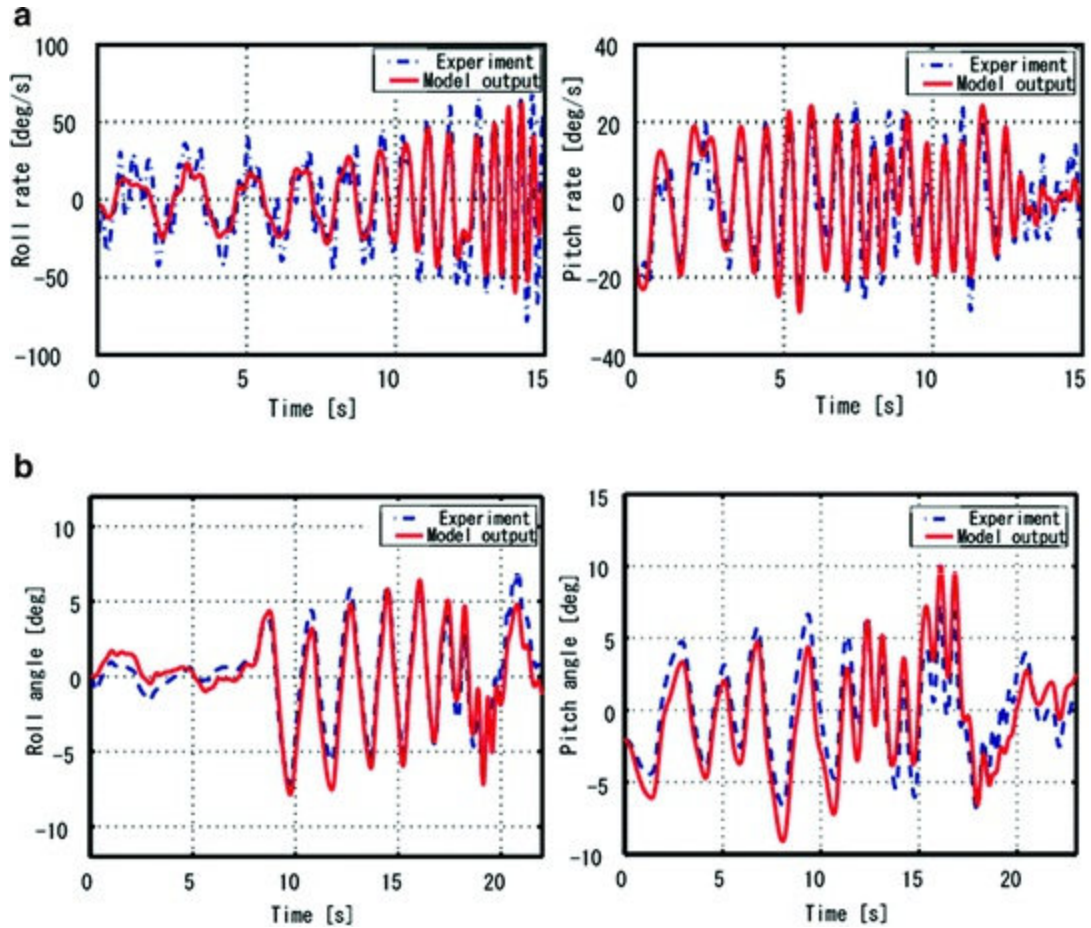 a
100
50
0
-50
-100
Roll rate [deg/s]
Experiment
Model output
0 5 10 15
Time [s]
40
20
0
-20
-40
Pitch rate [deg/s]
Experiment
Model output
0 5 10 15
Time [s]
b
10
5
0
-5
-10
Roll angle [deg]
Experiment
Model output
0 5 10 15 20
Time [s]
15
10
5
0
-5
-10
Pitch angle [deg]
Experiment
Model output
0 5 10 15 20
Time [s]